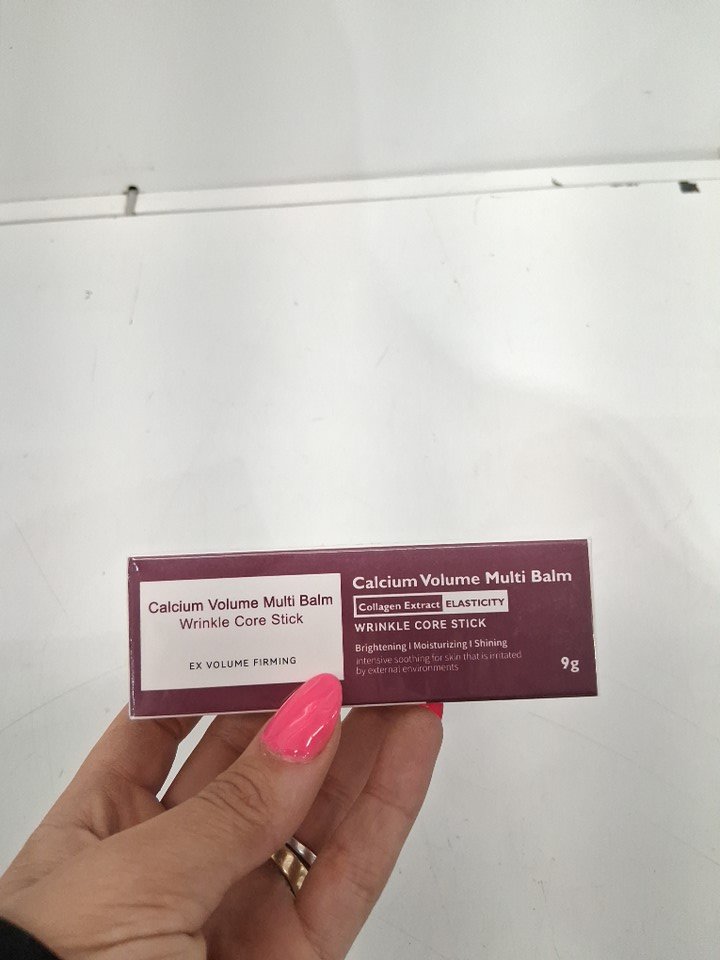 Calcium Volume Multi Balm
Wrinkle Core Stick
EX VOLUME FIRMING
Calcium Volume Multi Balm
Collagen Extract ELASTICITY
WRINKLE CORE STICK
Brightening I Moisturizing I Shining
intensive soothing for skin that is irritated
by external environments
9g